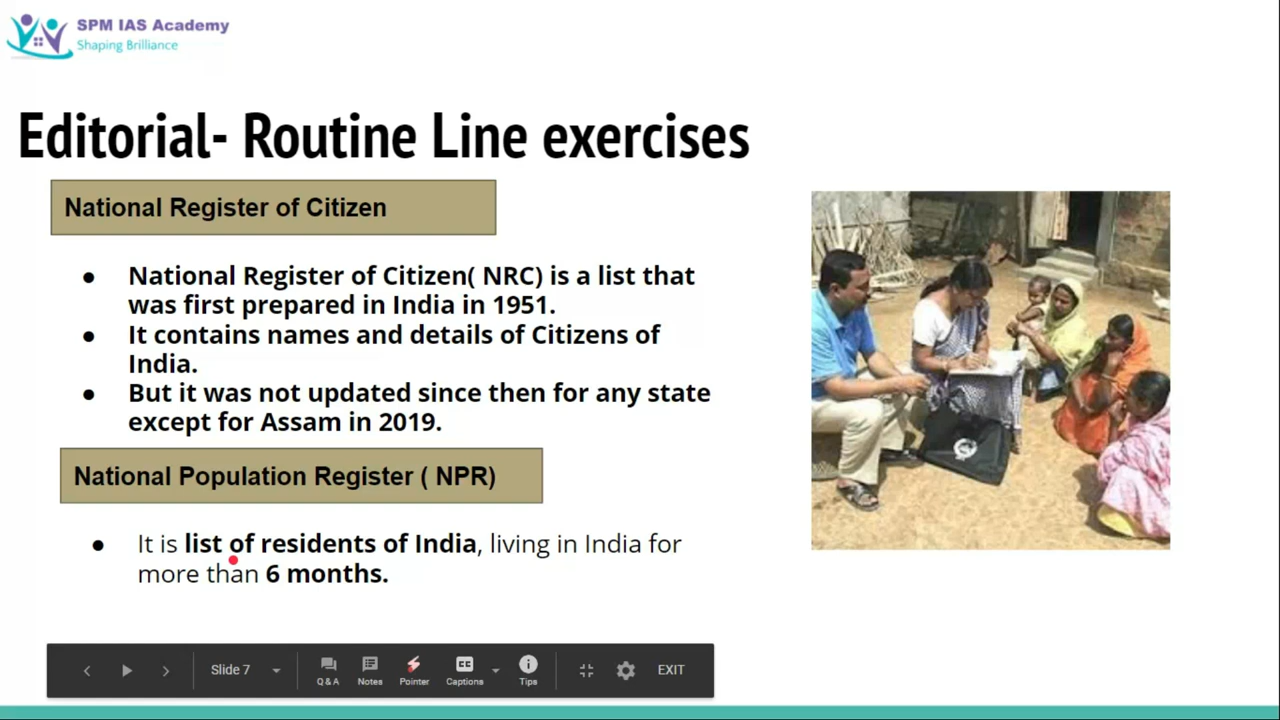 SPM IAS Academy
Shaping Brilliance
Editorial- Routine Line exercises
National Register of Citizen
● National Register of Citizen( NRC) is a list that
was first prepared in India in 1951.
● It contains names and details of Citizens of
India.
● But it was not updated since then for any state
except for Assam in 2019.
National Population Register ( NPR)
● It is list of residents of India, living in India for
more than 6 months.
Slide 7
Q & A
Notes
Pointer
CC
Captions
Tips
EXIT